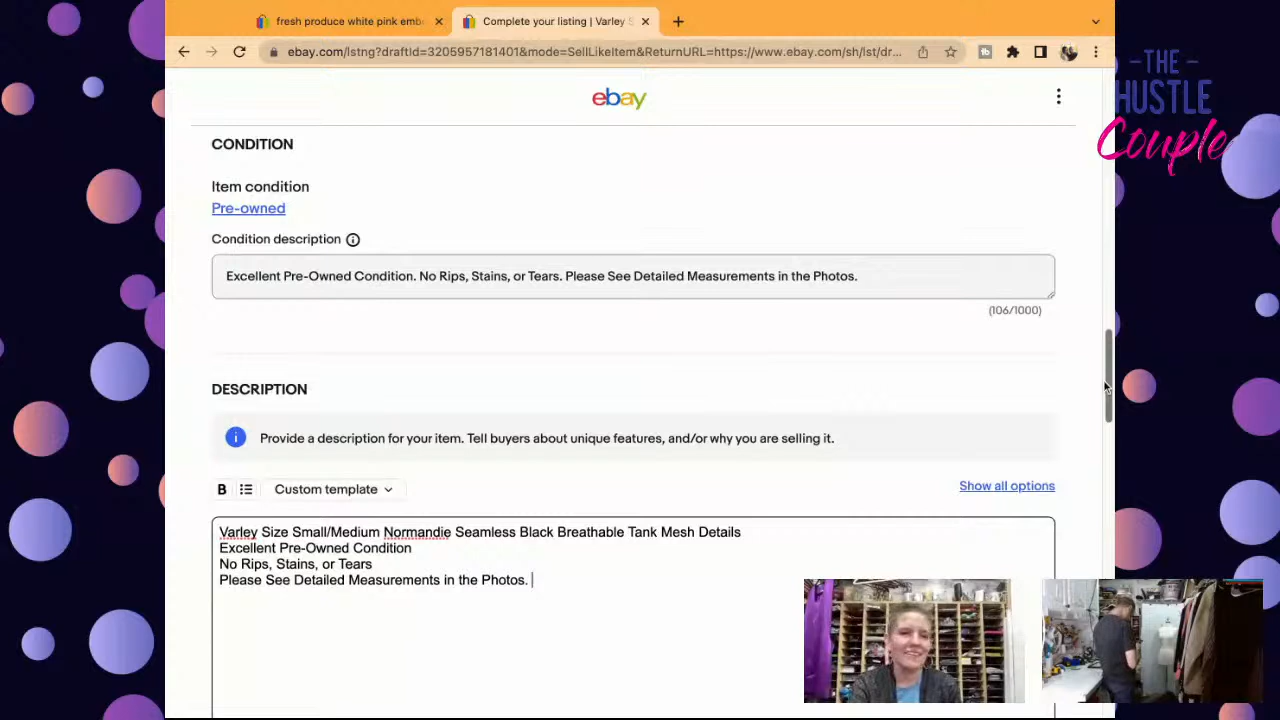 fresh produce white pink emb
Complete your listing | Varley S
ebay.com/lstng?draftId=3205957181401&mode=SellLikeItem&ReturnURL=https://www.ebay.com/sh/lst/dr...
THE
HUSTLE
Couple
ebay
CONDITION
Item condition
Pre-owned
Condition description
Excellent Pre-Owned Condition. No Rips, Stains, or Tears. Please See Detailed Measurements in the Photos.
(106/1000)
DESCRIPTION
Provide a description for your item. Tell buyers about unique features, and/or why you are selling it.
B
Custom template
Show all options
Varley Size Small/Medium Normandie Seamless Black Breathable Tank Mesh Details
Excellent Pre-Owned Condition
No Rips, Stains, or Tears
Please See Detailed Measurements in the Photos.